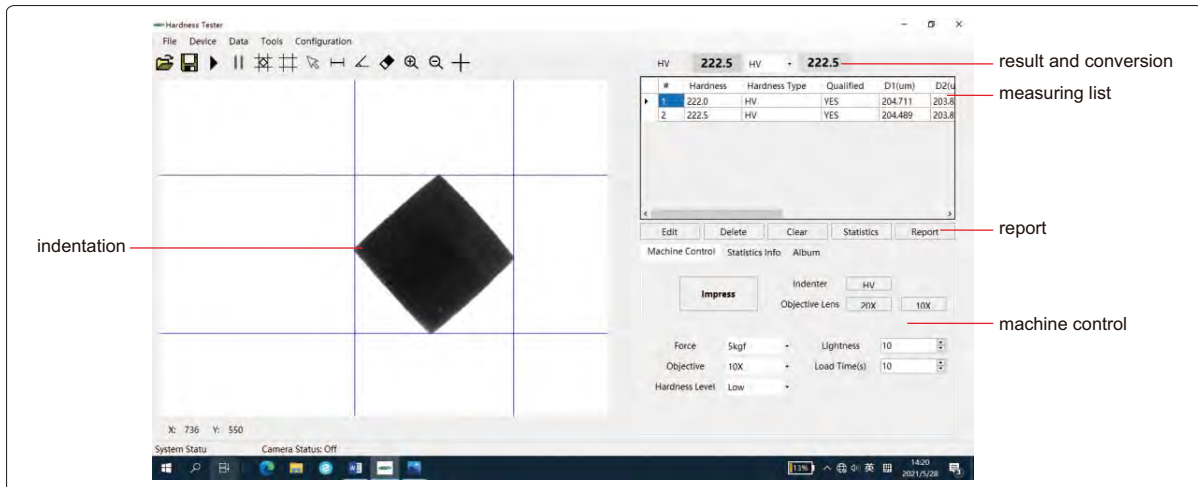 Hardness Tester
File Device Data Tools Configuration
HV 222.5 HV 222.5
result and conversion
# Hardness Hardness Type Qualified D1(um) D2(u
measuring list
1 222.0 HV YES 204.711 203.8
2 222.5 HV YES 204.489 203.8
indentation
Edit Delete Clear Statistics Report
report
Machine Control Statistics Info Album
Impress
Indenter HV
Objective Lens 20X 10X
machine control
Force 5kgf Lightness 10
Objective 10X Load Time(s) 10
Hardness Level Low
X: 736 Y: 550
System Statu Camera Status: Off
13% 英 14:20
2021/5/28